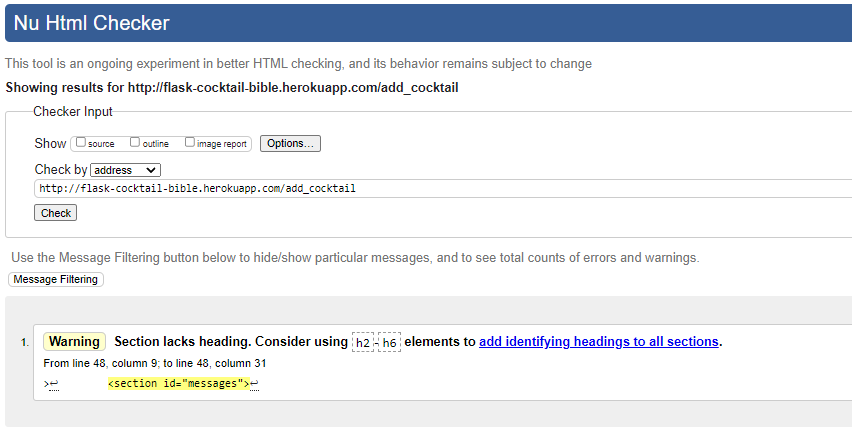 Nu Html Checker
This tool is an ongoing experiment in better HTML checking, and its behavior remains subject to change
Showing results for http://flask-cocktail-bible.herokuapp.com/add_cocktail
Checker Input
Show source outline image report Options...
Check by address
http://flask-cocktail-bible.herokuapp.com/add_cocktail
Check
Use the Message Filtering button below to hide/show particular messages, and to see total counts of errors and warnings.
Message Filtering
1. Warning Section lacks heading. Consider using h2-h6 elements to add identifying headings to all sections.
From line 48, column 9; to line 48, column 31
>↩ <section id="messages">↩